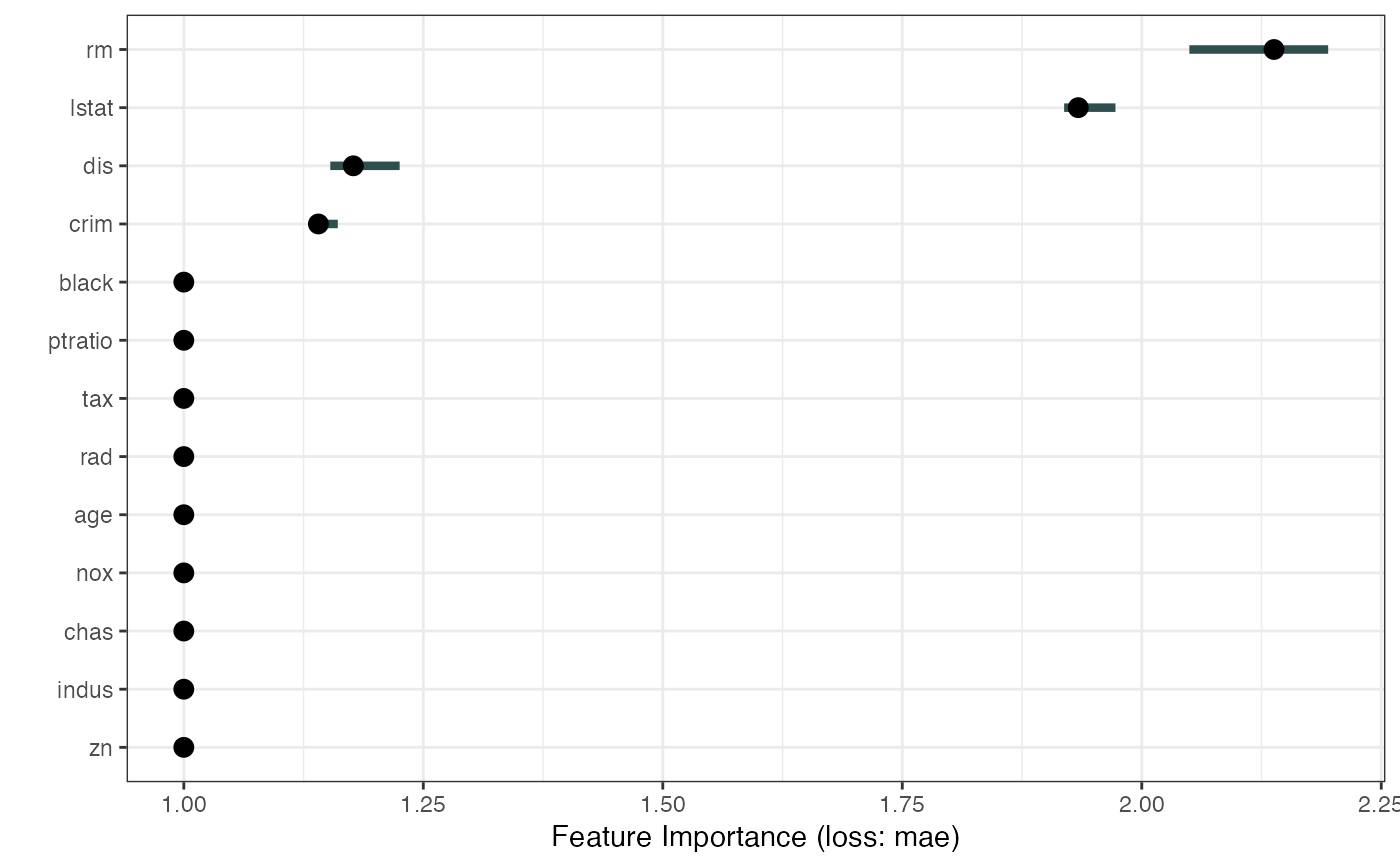 rm
lstat
dis
crim
black
ptratio
tax
rad
age
nox
chas
indus
zn
1.00 1.25 1.50 1.75 2.00 2.25
Feature Importance (loss: mae)